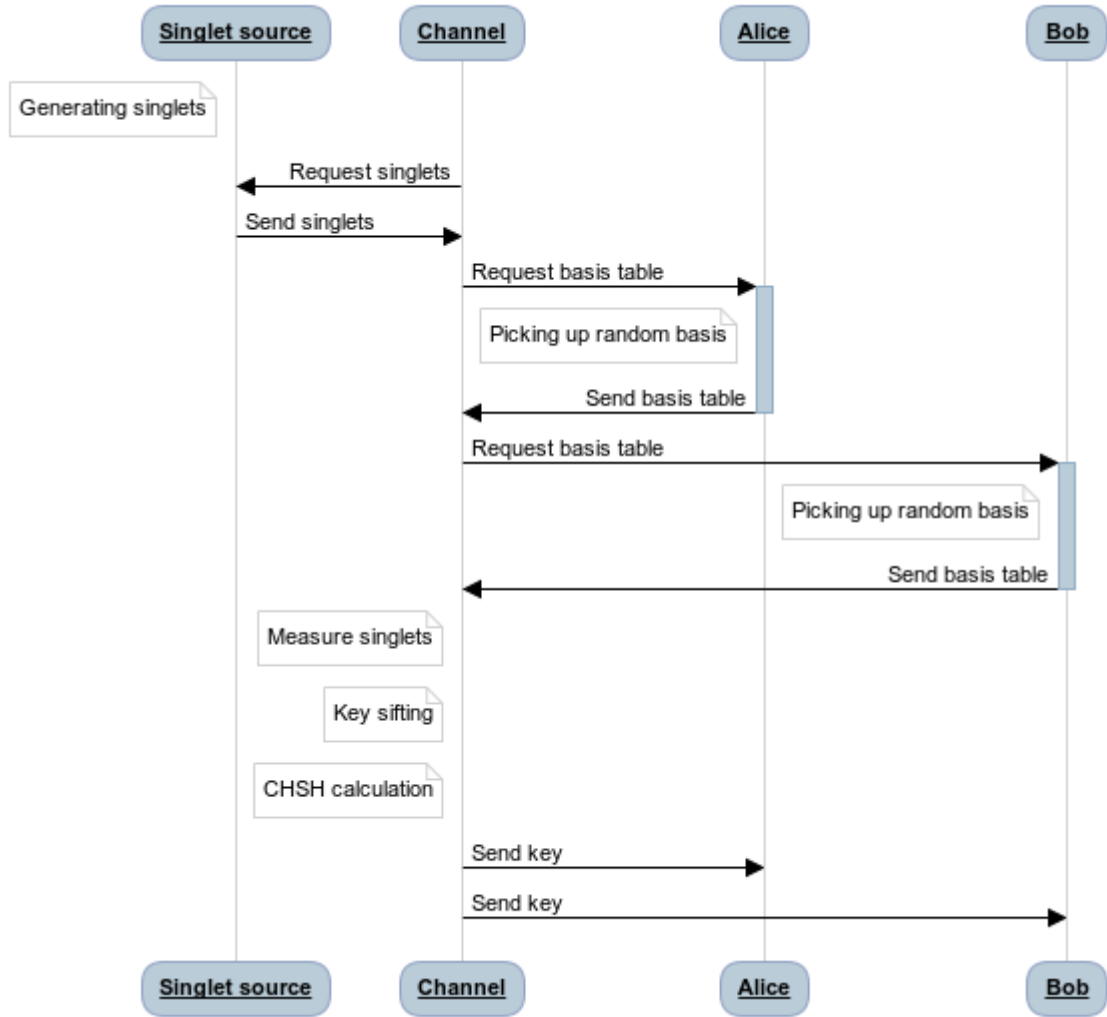 Singlet source
Channel
Alice
Bob
Generating singlets
Request singlets
Send singlets
Request basis table
Picking up random basis
Send basis table
Request basis table
Picking up random basis
Send basis table
Measure singlets
Key sifting
CHSH calculation
Send key
Send key
Singlet source
Channel
Alice
Bob